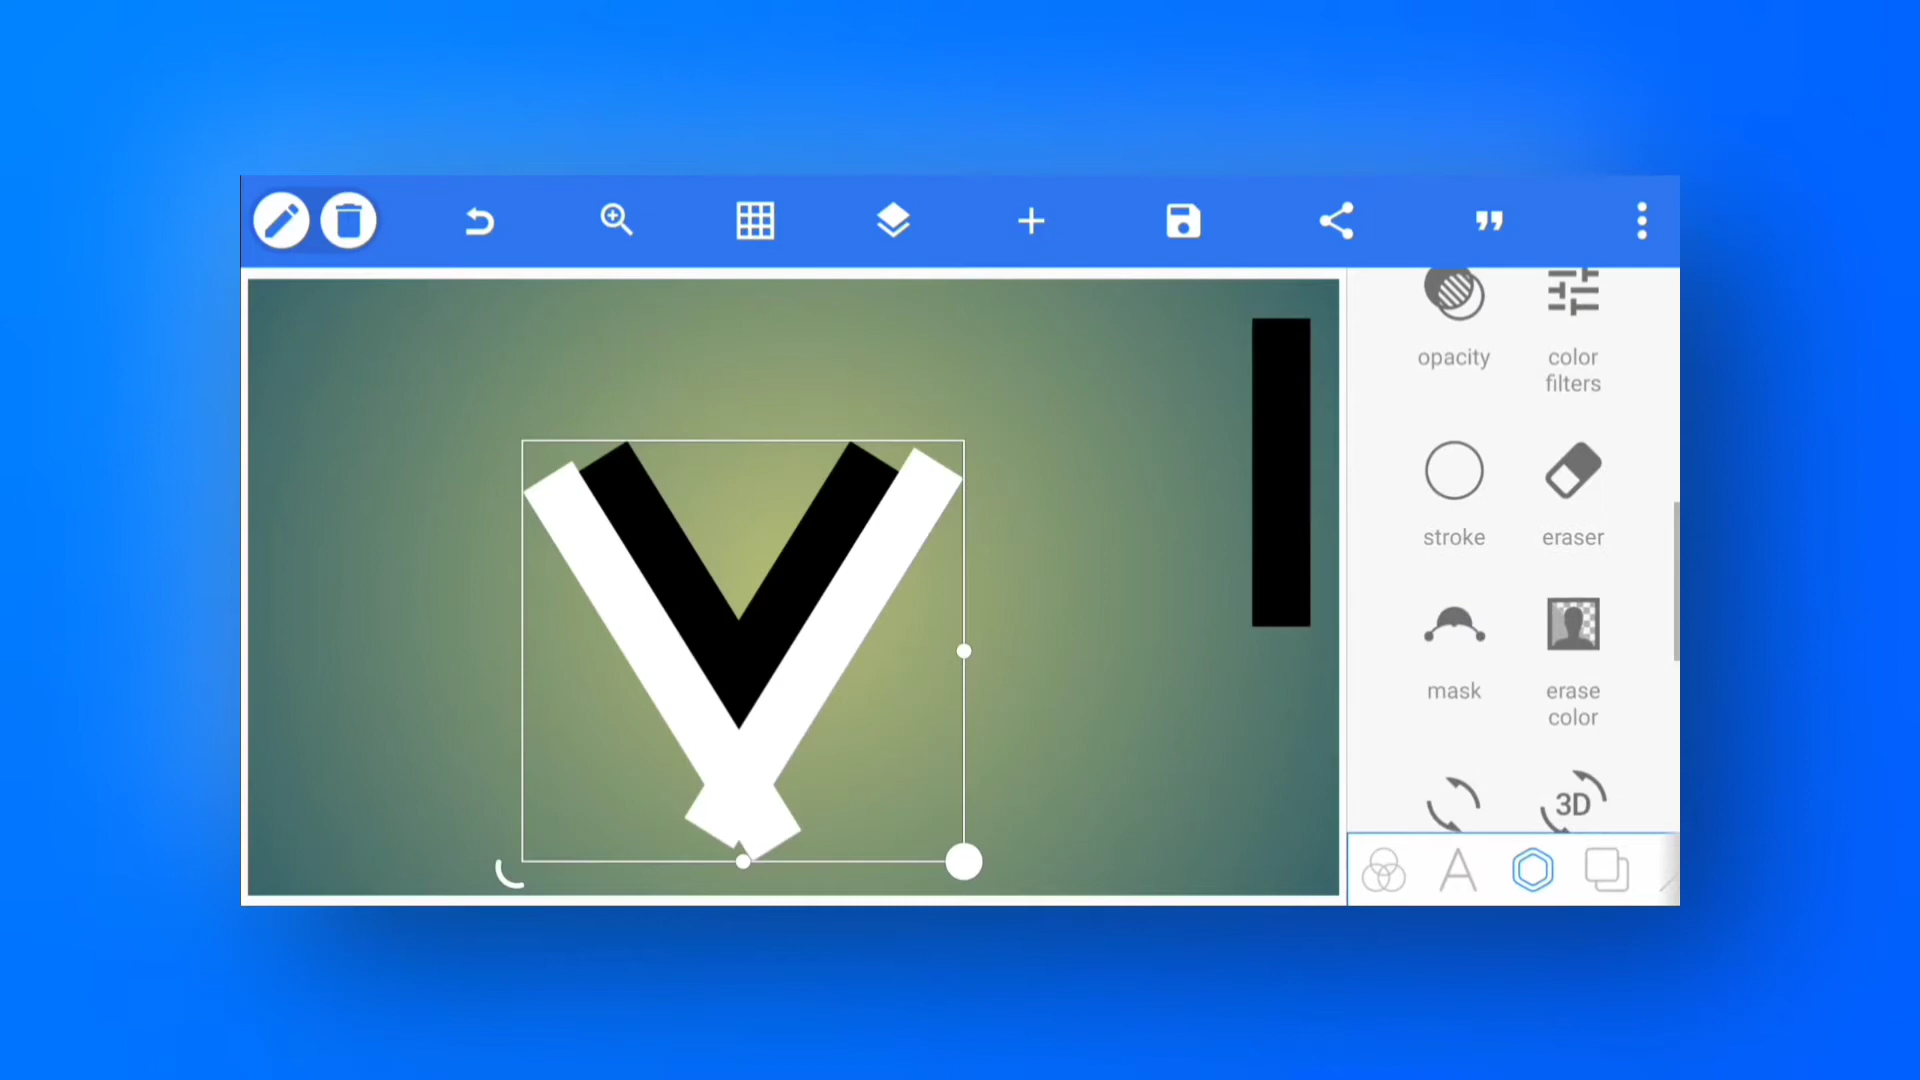 opacity
color
filters
stroke
eraser
mask
erase
color
3D
A